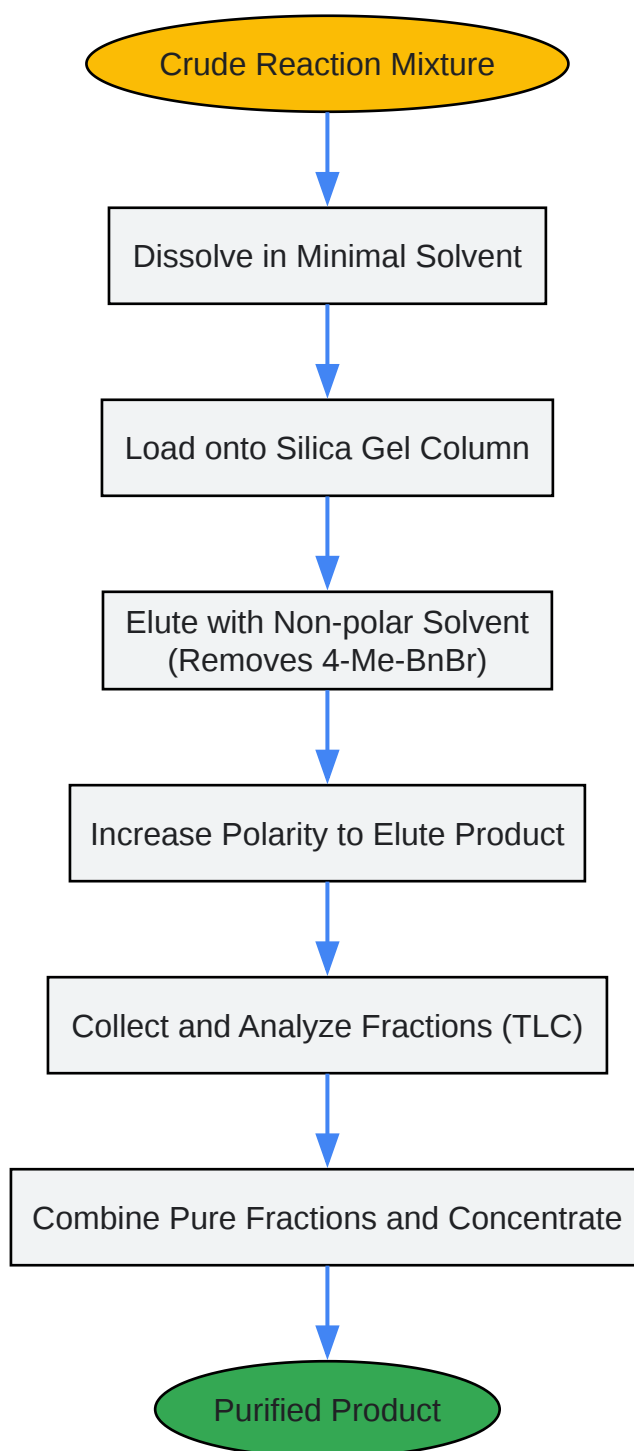 Crude Reaction Mixture
Dissolve in Minimal Solvent
Load onto Silica Gel Column
Elute with Non-polar Solvent
(Removes 4-Me-BnBr)
Increase Polarity to Elute Product
Collect and Analyze Fractions (TLC)
Combine Pure Fractions and Concentrate
Purified Product